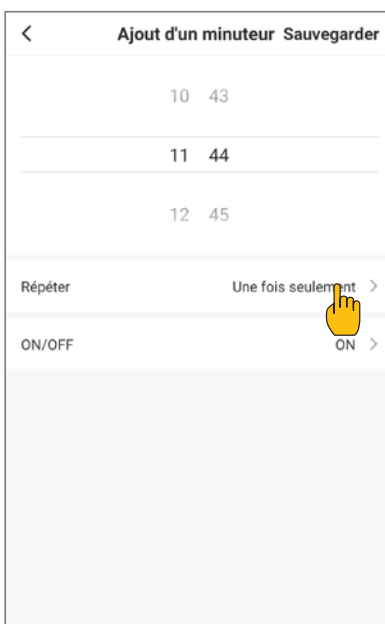 Ajout d'un minuteur Sauvegarder
10 43
11 44
12 45
Répéter Une fois seulement
ON/OFF ON